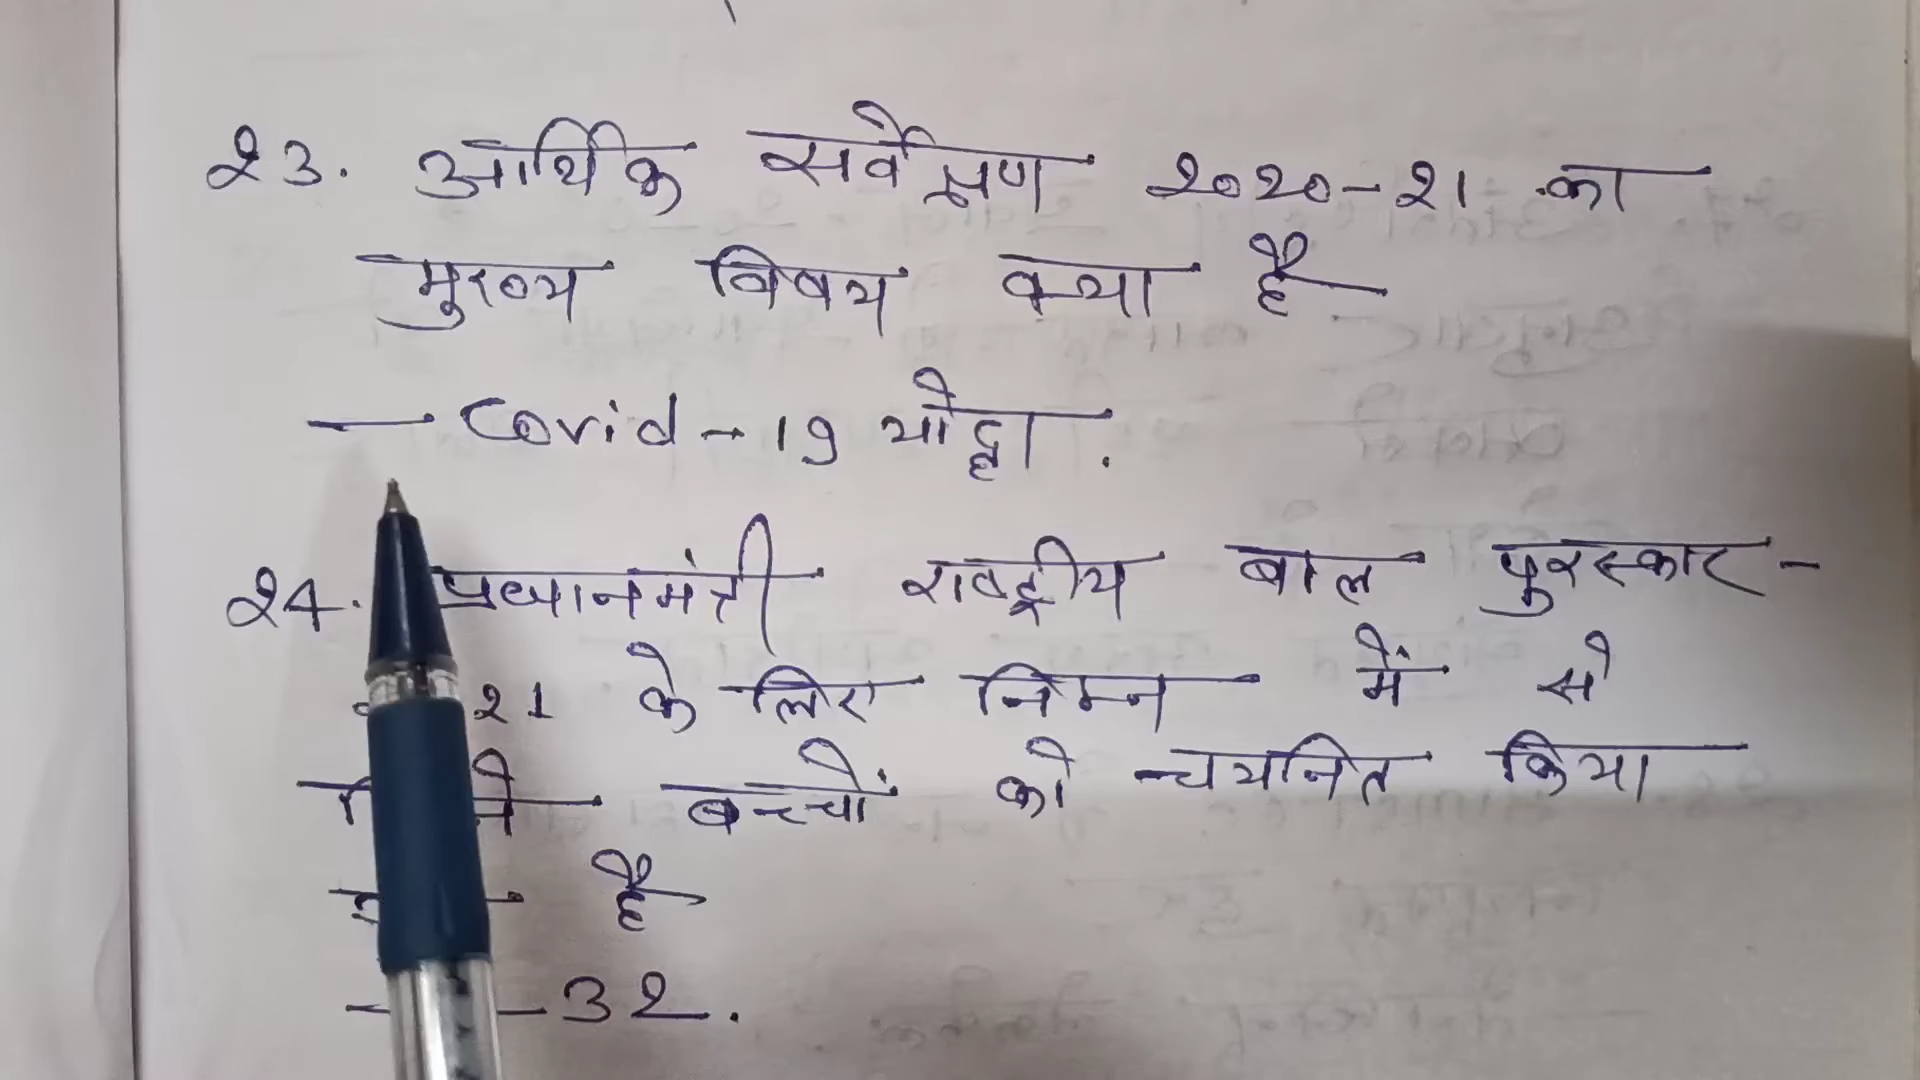 23. आर्थिक सर्वेक्षण 2020-21 का
मुख्य विषय क्या है
— Covid - 19 योद्धा.
24. प्रधानमंत्री राष्ट्रीय बाल पुरस्कार -
21 के लिए निम्न में से
बच्चों को चयनित किया
है
— 32.